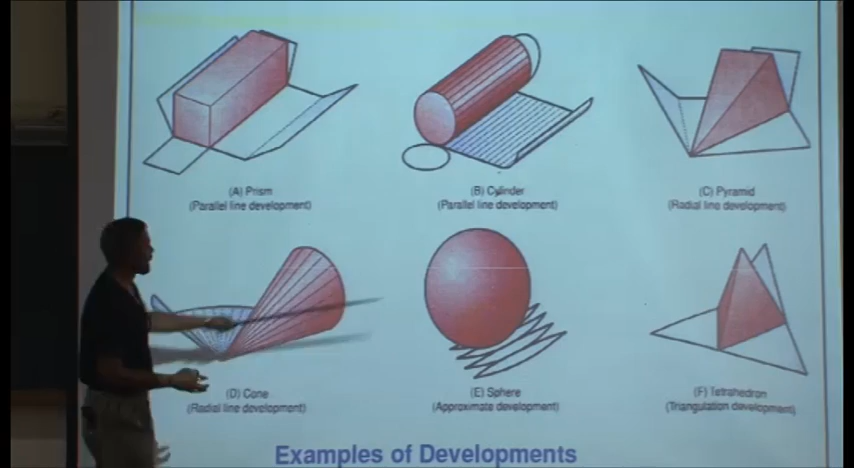 (A) Prism
(Parallel line development)
(B) Cylinder
(Parallel line development)
(C) Pyramid
(Radial line development)
(D) Cone
(Radial line development)
(E) Sphere
(Approximate development)
(F) Tetrahedron
(Triangulation development)
Examples of Developments